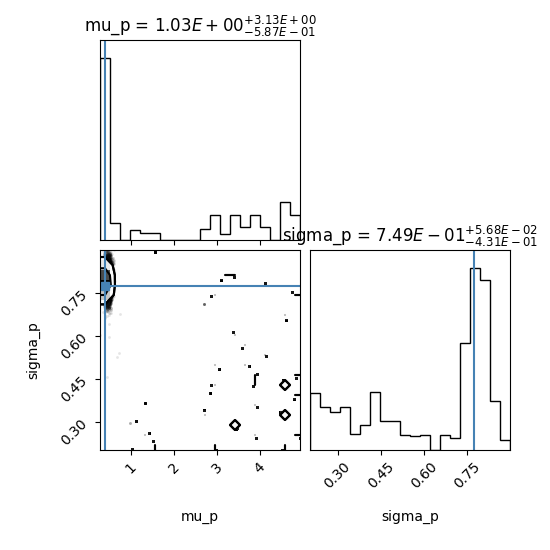 mu_p = 1.03E + 00 +3.13E + 00 −5.87E − 01
sigma_p = 7.49E − 01 +5.68E − 02 −4.31E − 01
0.75
0.60
0.45
0.30
sigma_p
1 2 3 4
0.30 0.45 0.60 0.75
mu_p
sigma_p